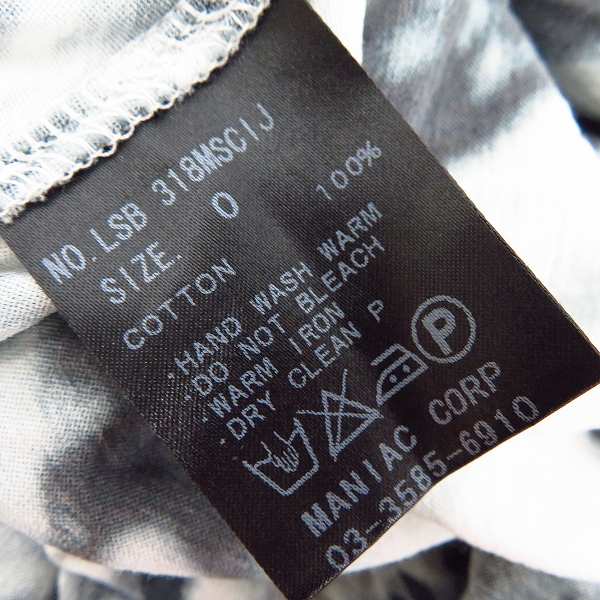 NO.LSB 318MSCIJ
SIZE. 0
COTTON 100%
·HAND WASH WARM
·DO NOT BLEACH
·WARM IRON
·DRY CLEAN P
P
MANIAC CORP
03-3585-6910